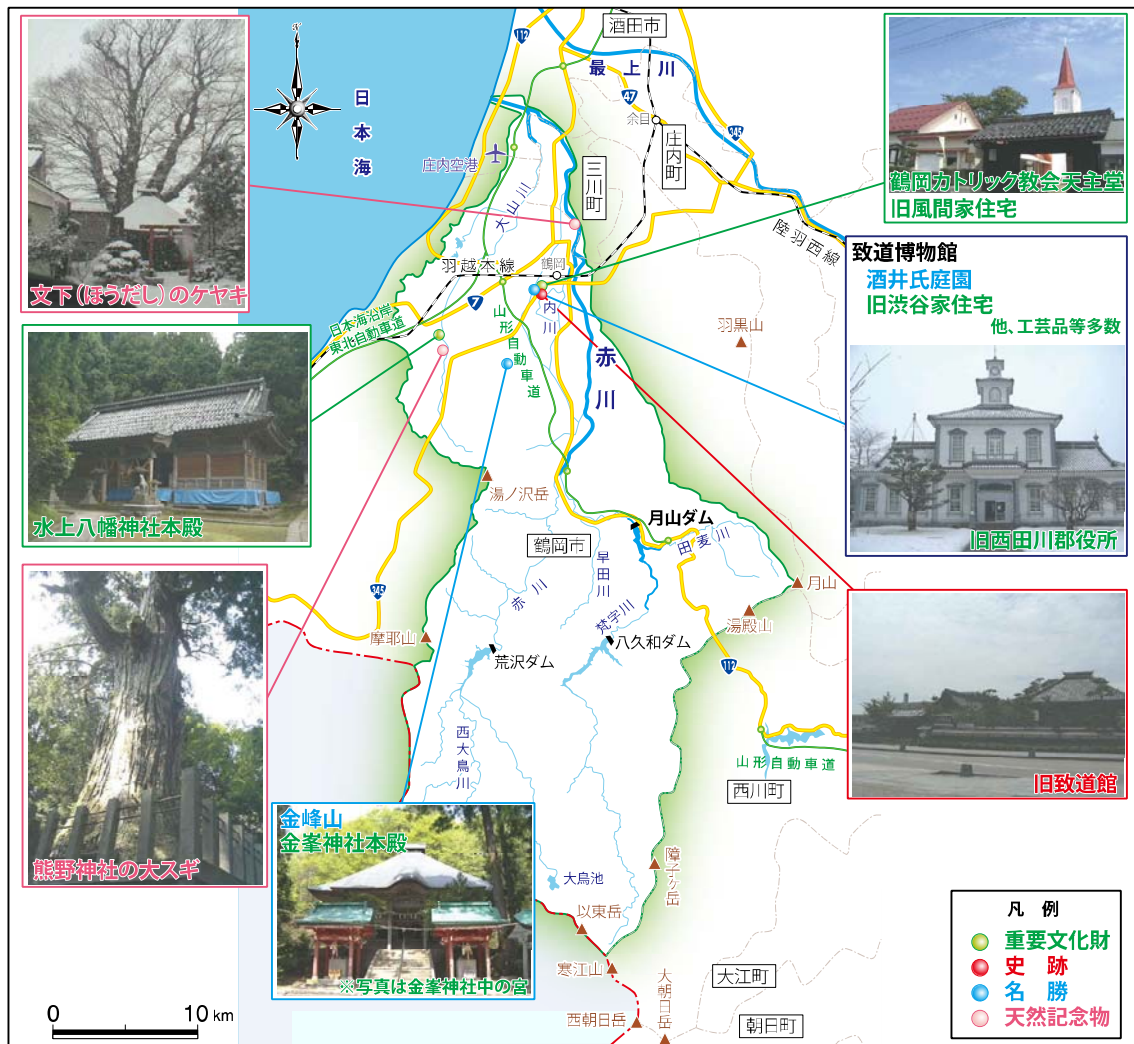 文下(ほうだし)のケヤキ
水上八幡神社本殿
熊野神社の大スギ
金峰山
金峯神社本殿
※写真は金峯神社中の宮
鶴岡カトリック教会天主堂
旧風間家住宅
致道博物館
酒井氏庭園
旧渋谷家住宅
他、工芸品等多数
旧西田川郡役所
旧致道館
日本海
112
酒田市
最上川
47
余目
345
庄内町
庄内空港
三川町
大山川
陸羽西線
羽越本線
鶴岡
7
内川
日本海沿岸
東北自動車道
山形自動車道
赤川
羽黒山
湯ノ沢岳
月山ダム
田麦川
鶴岡市
早田川
赤川
梵字川
月山
湯殿山
345
摩耶山
荒沢ダム
八久和ダム
112
西大鳥川
山形自動車道
西川町
障子ヶ岳
大鳥池
以東岳
寒江山
大江町
大朝日岳
西朝日岳
朝日町
凡 例
重要文化財
史 跡
名 勝
天然記念物
0 10 km